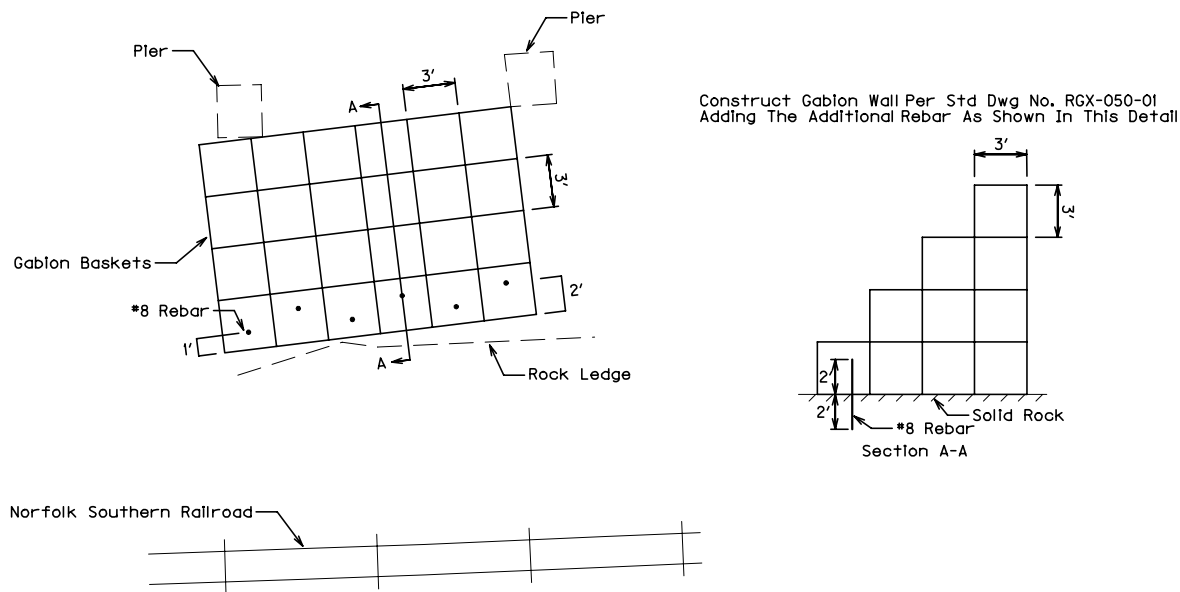 Pier
Pier
3'
A
3'
Gabion Baskets
#8 Rebar
2'
1'
A
Rock Ledge
Construct Gabion Wall Per Std Dwg No. RGX-050-01
Adding The Additional Rebar As Shown In This Detail
3'
3'
2'
2'
Solid Rock
#8 Rebar
Section A-A
Norfolk Southern Railroad